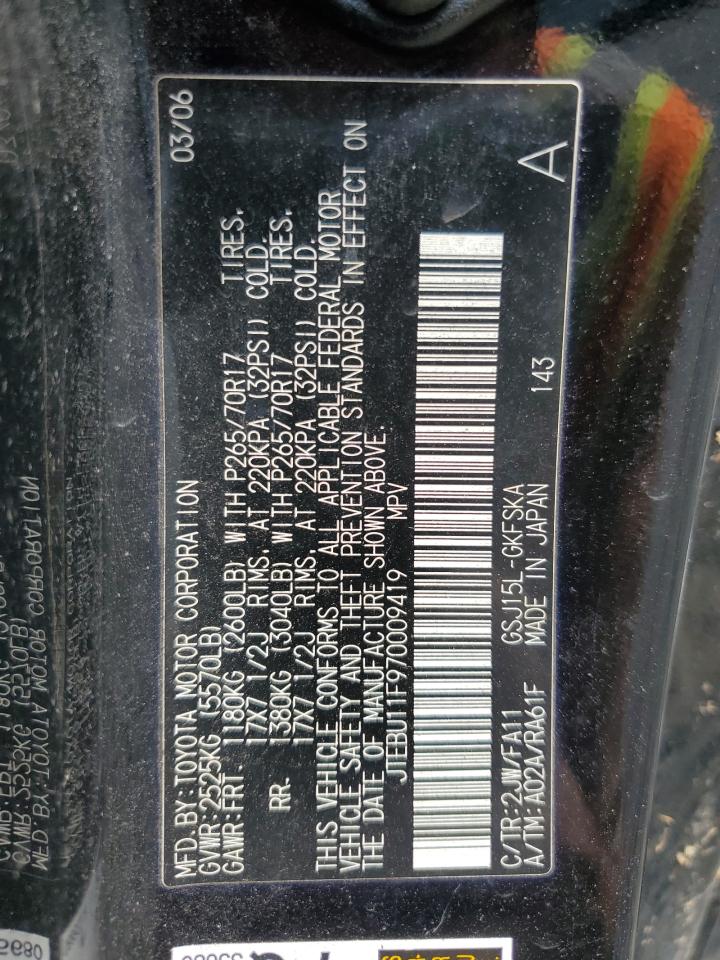 MFD.BY:TOYOTA MOTOR CORPORATION 03/06
GVWR:2525KG (5570LB)
GAWR:FRT. 1180KG (2600LB) WITH P265/70R17 TIRES,
17X7 1/2J RIMS, AT 220KPA (32PSI) COLD.
RR. 1380KG (3040LB) WITH P265/70R17 TIRES,
17X7 1/2J RIMS, AT 220KPA (32PSI) COLD.
THIS VEHICLE CONFORMS TO ALL APPLICABLE FEDERAL MOTOR
VEHICLE SAFETY AND THEFT PREVENTION STANDARDS IN EFFECT ON
THE DATE OF MANUFACTURE SHOWN ABOVE.
JTEBU11F970009419 MPV
C/TR:2JW/FA11 GSJ15L-GKFSKA A
A/TM:A02A/RA61F MADE IN JAPAN 143